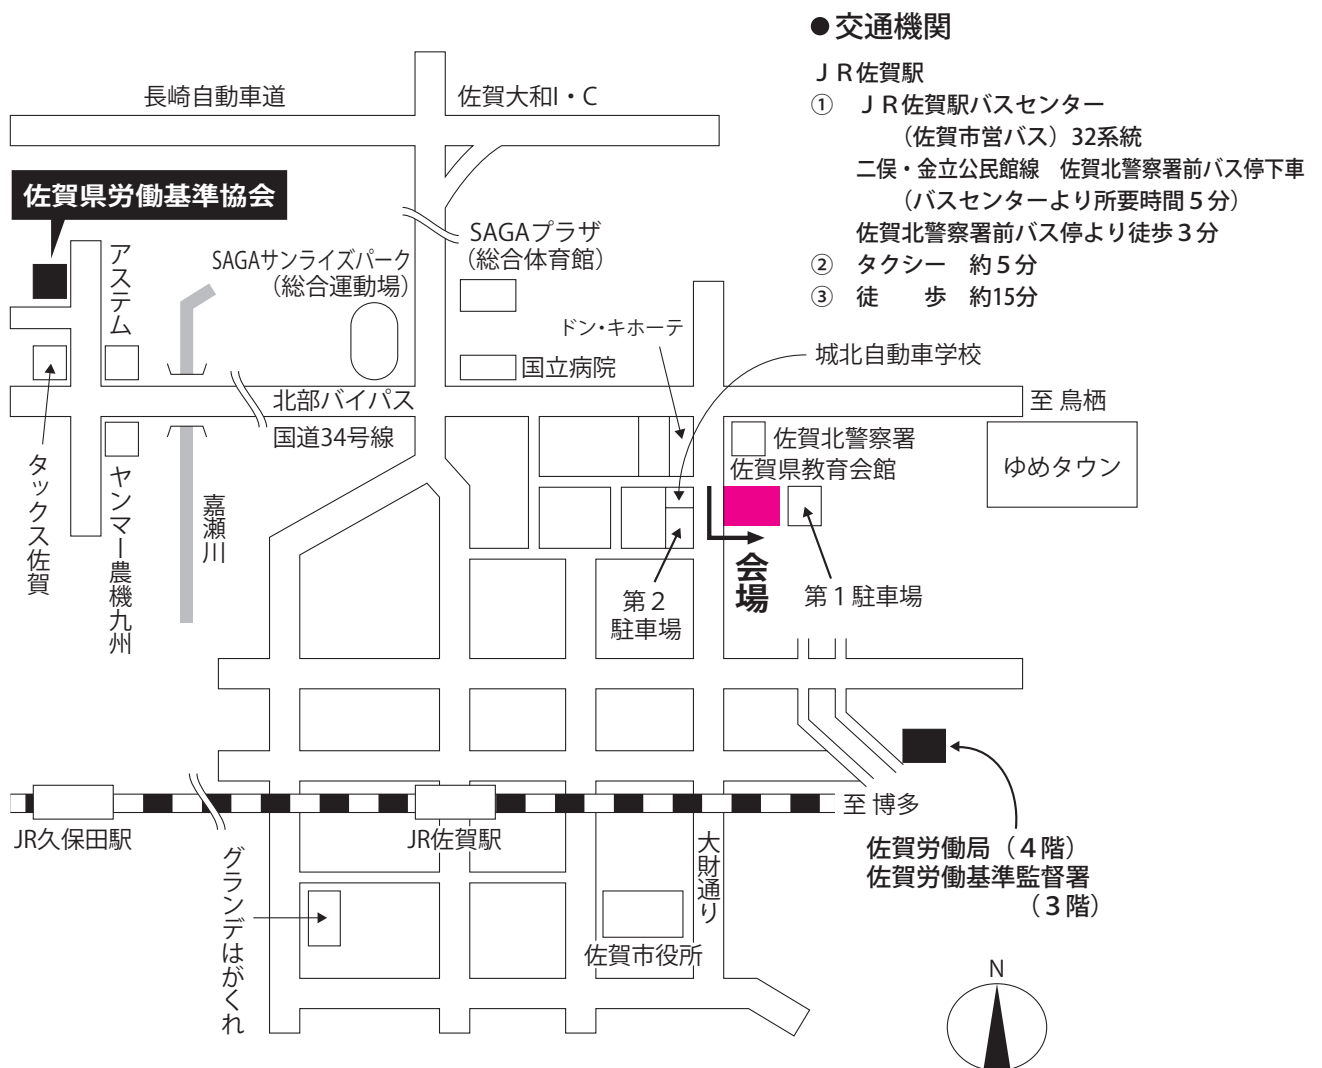 ●交通機関
ＪＲ佐賀駅
①　ＪＲ佐賀駅バスセンター
（佐賀市営バス）32系統
二俣・金立公民館線　佐賀北警察署前バス停下車
（バスセンターより所要時間５分）
佐賀北警察署前バス停より徒歩３分
②　タクシー　約５分
③　徒　　歩　約15分
長崎自動車道
佐賀大和I・C
佐賀県労働基準協会
アステム
SAGAサンライズパーク
（総合運動場）
SAGAプラザ
（総合体育館）
ドン・キホーテ
城北自動車学校
国立病院
北部バイパス
国道34号線
至 鳥栖
佐賀北警察署
佐賀県教育会館
ゆめタウン
タックス佐賀
ヤンマー農機九州
嘉瀬川
会場
第２
駐車場
第１駐車場
至 博多
JR久保田駅
JR佐賀駅
グランデはがくれ
大財通り
佐賀市役所
佐賀労働局（４階）
佐賀労働基準監督署
（３階）
N